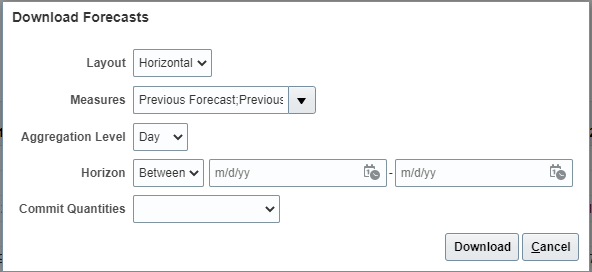 Download Forecasts
Layout Horizontal
Measures Previous Forecast;Previous
Aggregation Level Day
Horizon Between m/d/yy - m/d/yy
Commit Quantities
Download Cancel